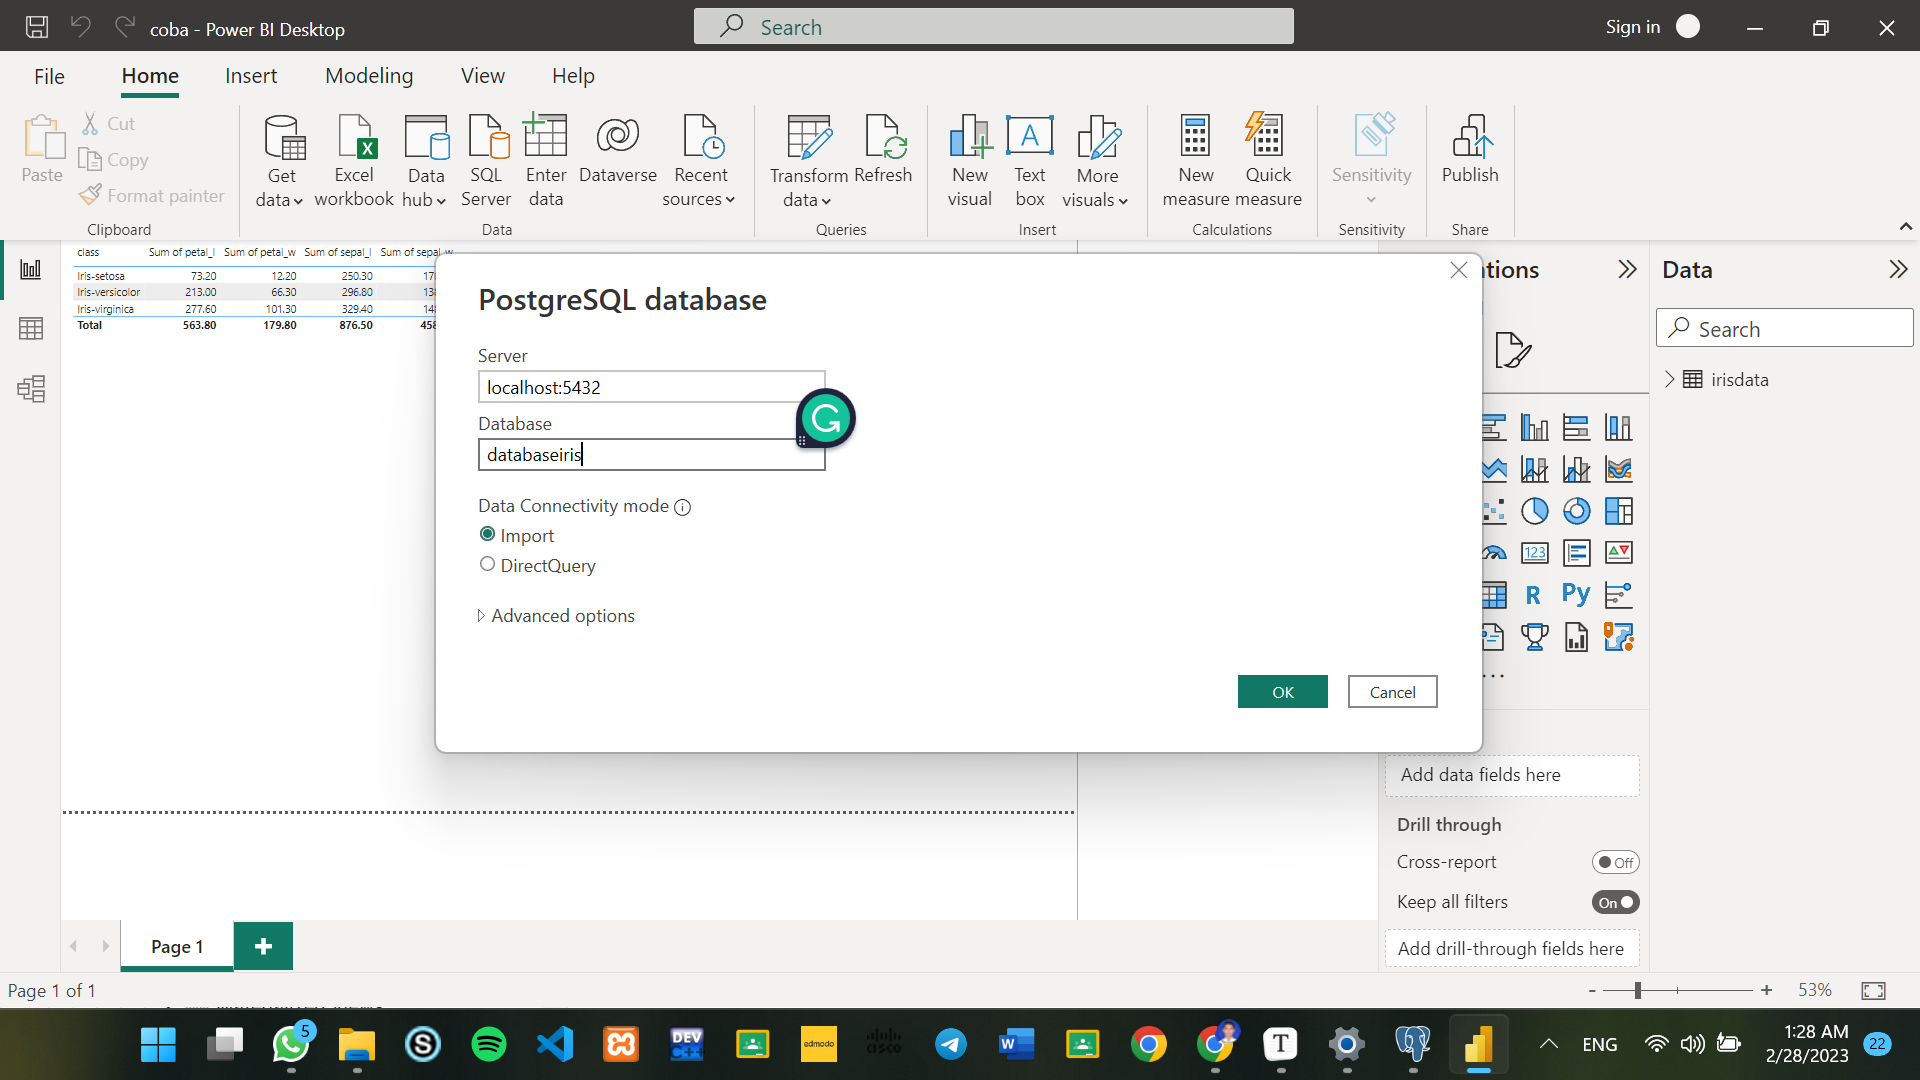 coba - Power BI Desktop
Search
Sign in
File
Home
Insert
Modeling
View
Help
Paste
Cut
Copy
Format painter
Clipboard
Get data
Excel workbook
Data hub
SQL Server
Enter data
Dataverse
Recent sources
Data
Transform data
Refresh
Queries
New visual
Text box
More visuals
Insert
New measure
Quick measure
Calculations
Sensitivity
Sensitivity
Publish
Share
class Sum of petal_l Sum of petal_w Sum of sepal_l Sum of sepal_w
Iris-setosa 73.20 12.20 250.30
Iris-versicolor 213.00 66.30 296.80
Iris-virginica 277.60 101.30 329.40
Total 563.80 179.80 876.50 458
PostgreSQL database
Server
localhost:5432
Database
databaseiris
Data Connectivity mode
Import
DirectQuery
Advanced options
OK
Cancel
tions
Data
Search
irisdata
123
R
Py
Add data fields here
Drill through
Cross-report
Off
Keep all filters
On
Add drill-through fields here
Page 1
Page 1 of 1
53%
5
DEV C++
edmodo
cisco
W
T
ENG
1:28 AM
2/28/2023
22